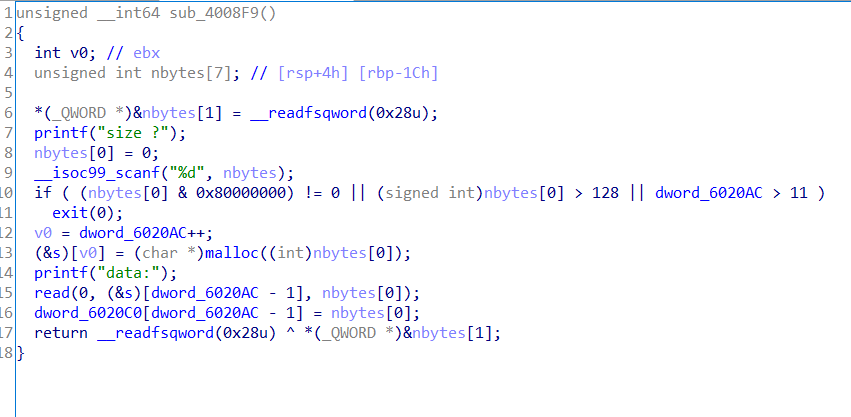 1 unsigned __int64 sub_4008F9()
2 {
3 int v0; // ebx
4 unsigned int nbytes[7]; // [rsp+4h] [rbp-1Ch]
5
6 *(_QWORD *)&nbytes[1] = __readfsqword(0x28u);
7 printf("size ?");
8 nbytes[0] = 0;
9 __isoc99_scanf("%d", nbytes);
10 if ( (nbytes[0] & 0x80000000) != 0 || (signed int)nbytes[0] > 128 || dword_6020AC > 11 )
11 exit(0);
12 v0 = dword_6020AC++;
13 (&s)[v0] = (char *)malloc((int)nbytes[0]);
14 printf("data:");
15 read(0, (&s)[dword_6020AC - 1], nbytes[0]);
16 dword_6020C0[dword_6020AC - 1] = nbytes[0];
17 return __readfsqword(0x28u) ^ *(_QWORD *)&nbytes[1];
18 }